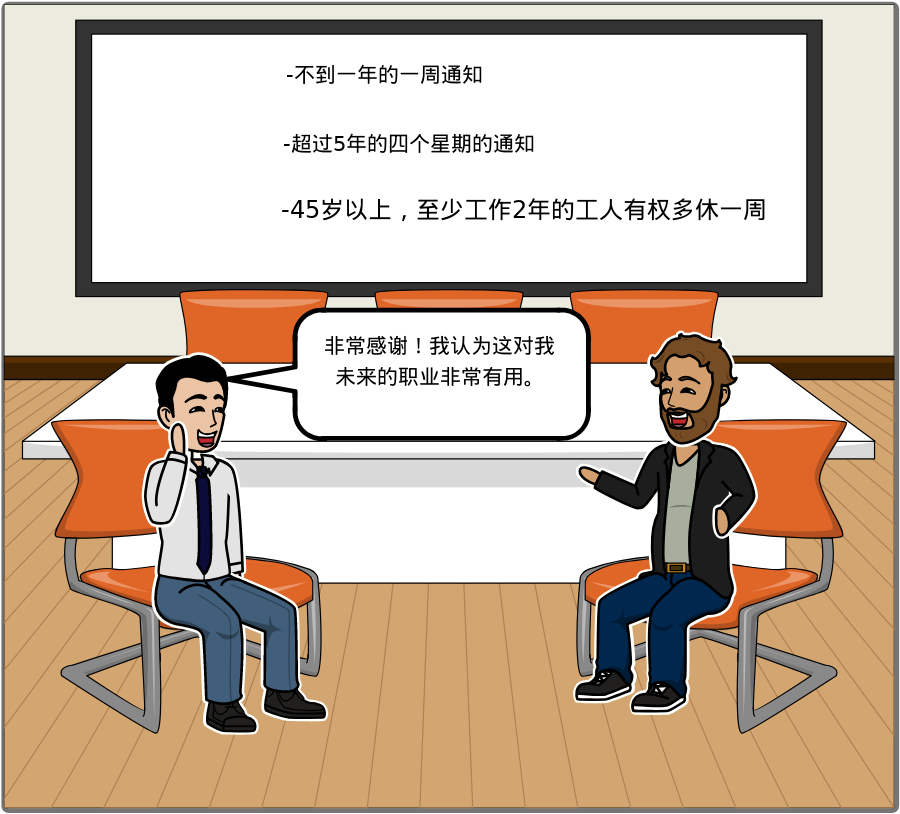 -不到一年的一周通知
-超过5年的四个星期的通知
-45岁以上，至少工作2年的工人有权多休一周
非常感谢！我认为这对我
未来的职业非常有用。